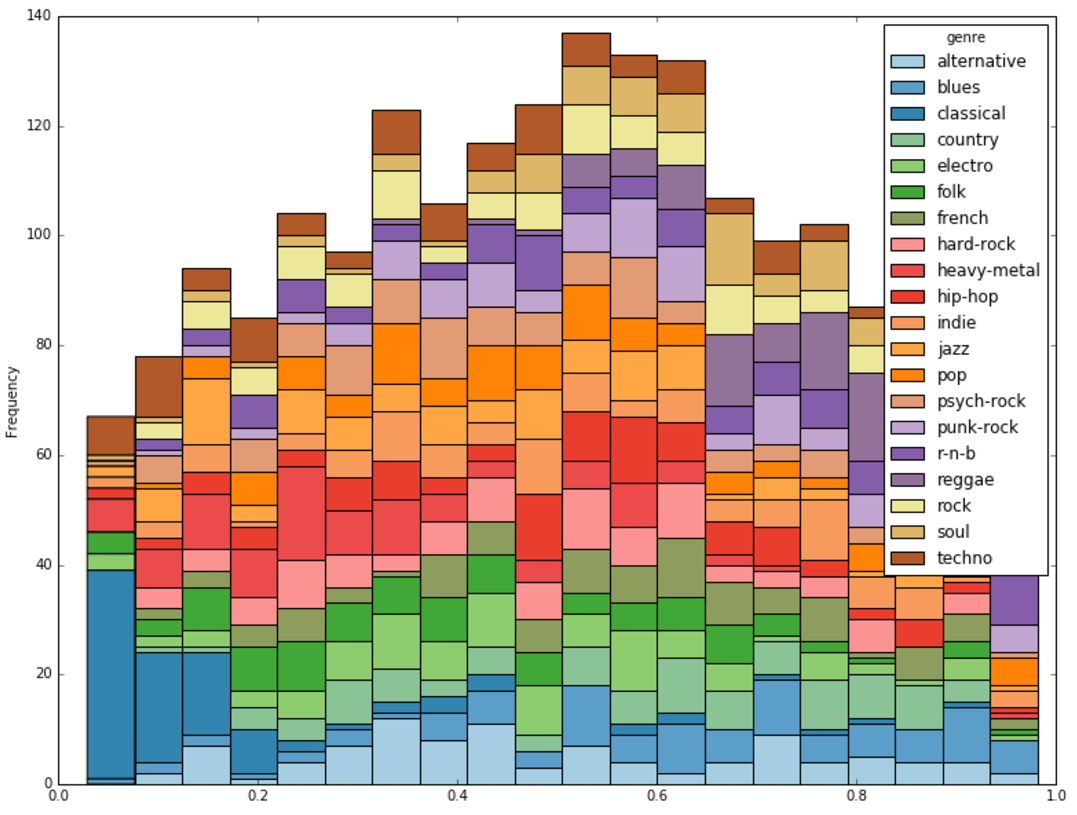 140
120
100
80
60
40
20
0
Frequency
0.0 0.2 0.4 0.6 0.8 1.0
genre
alternative
blues
classical
country
electro
folk
french
hard-rock
heavy-metal
hip-hop
indie
jazz
pop
psych-rock
punk-rock
r-n-b
reggae
rock
soul
techno